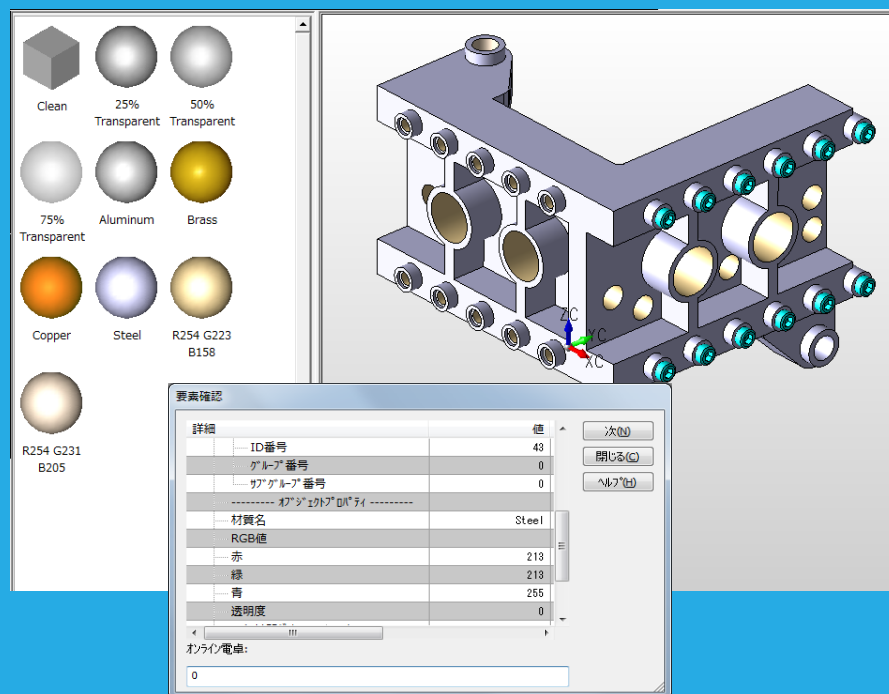 Clean
25%
Transparent
50%
Transparent
75%
Transparent
Aluminum
Brass
Copper
Steel
R254 G223
B158
R254 G231
B205
ZC
YC
XC
要素確認
詳細 値
ID番号 43
グループ番号 0
サブグループ番号 0
--------- オブジェクトプロパティ ---------
材質名 Steel
RGB値
赤 213
緑 213
青 255
透明度 0
オンライン電卓:
0
次(N)
閉じる(C)
ヘルプ(H)